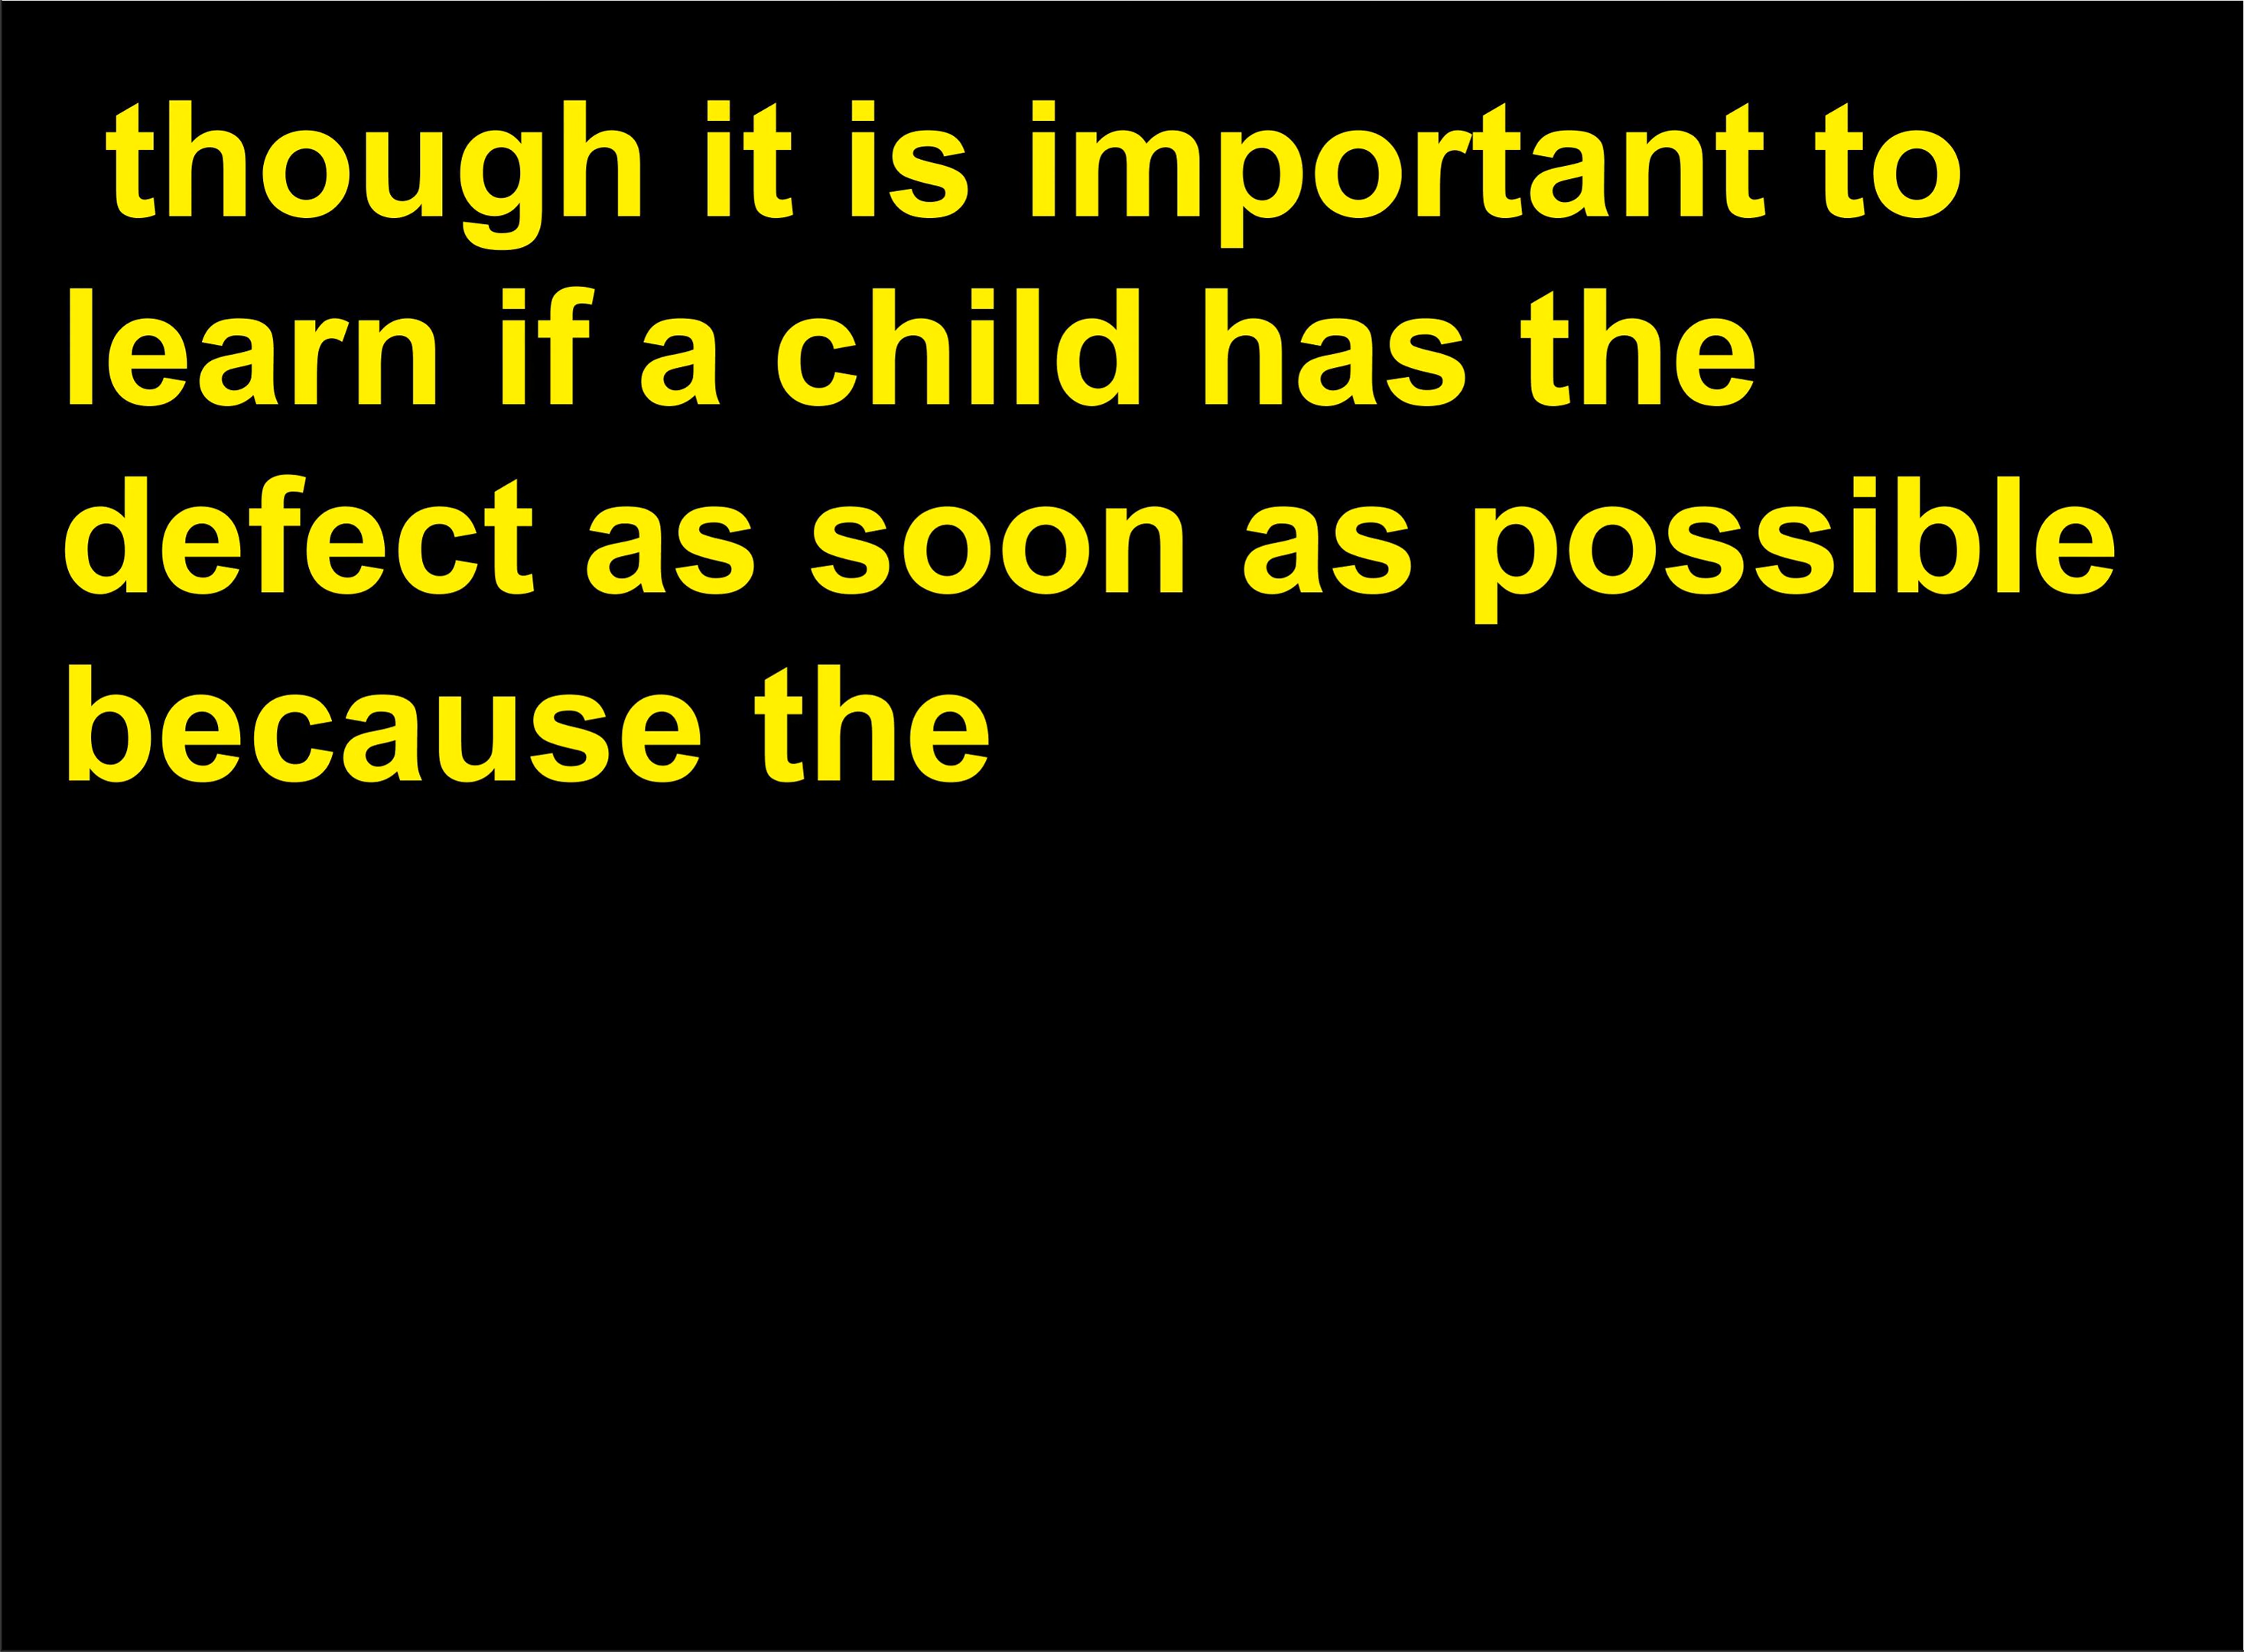 though it is important to
learn if a child has the
defect as soon as possible
because the